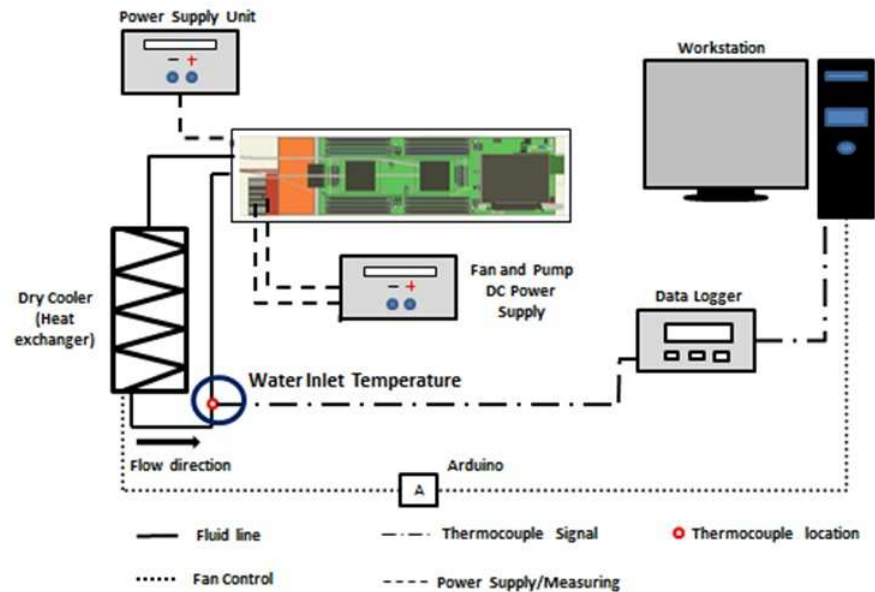 Power Supply Unit
− +
Workstation
Dry Cooler
(Heat
exchanger)
− +
Fan and Pump
DC Power
Supply
Data Logger
Water Inlet Temperature
Flow direction
Arduino
A
Fluid line
Thermocouple Signal
Thermocouple location
Fan Control
Power Supply/Measuring